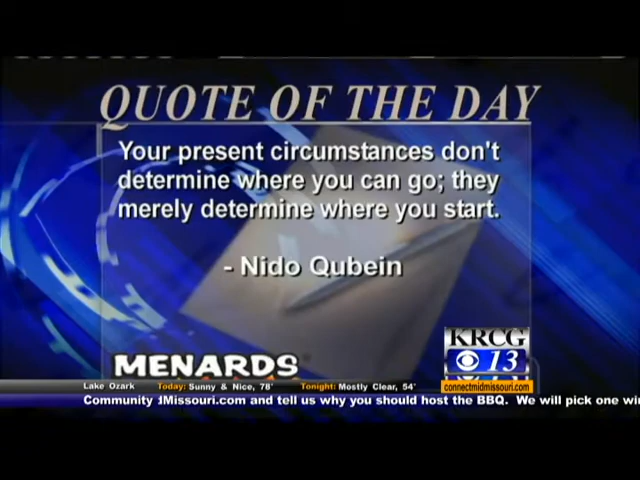 QUOTE OF THE DAY
Your present circumstances don't
determine where you can go; they
merely determine where you start.
- Nido Qubein
MENARDS
KRCG
13
connectmidmissouri.com
Lake Ozark Today: Sunny & Nice, 78° Tonight: Mostly Clear, 54°
Community Missouri.com and tell us why you should host the BBQ. We will pick one